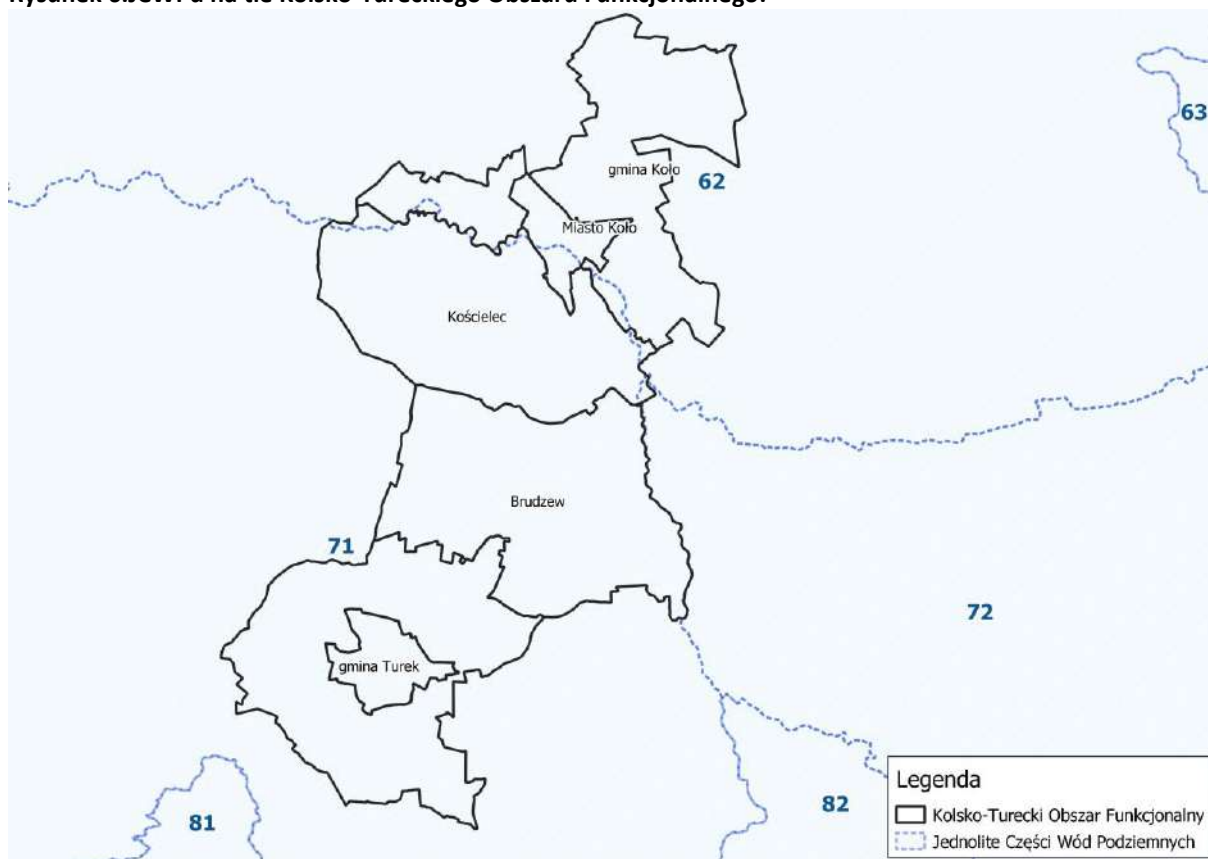 63
gmina Koło
62
Miasto Koło
Kościelec
Brudzew
71
72
gmina Turek
Legenda
Kolsko-Turecki Obszar Funkcjonalny
Jednolite Części Wód Podziemnych
82
81